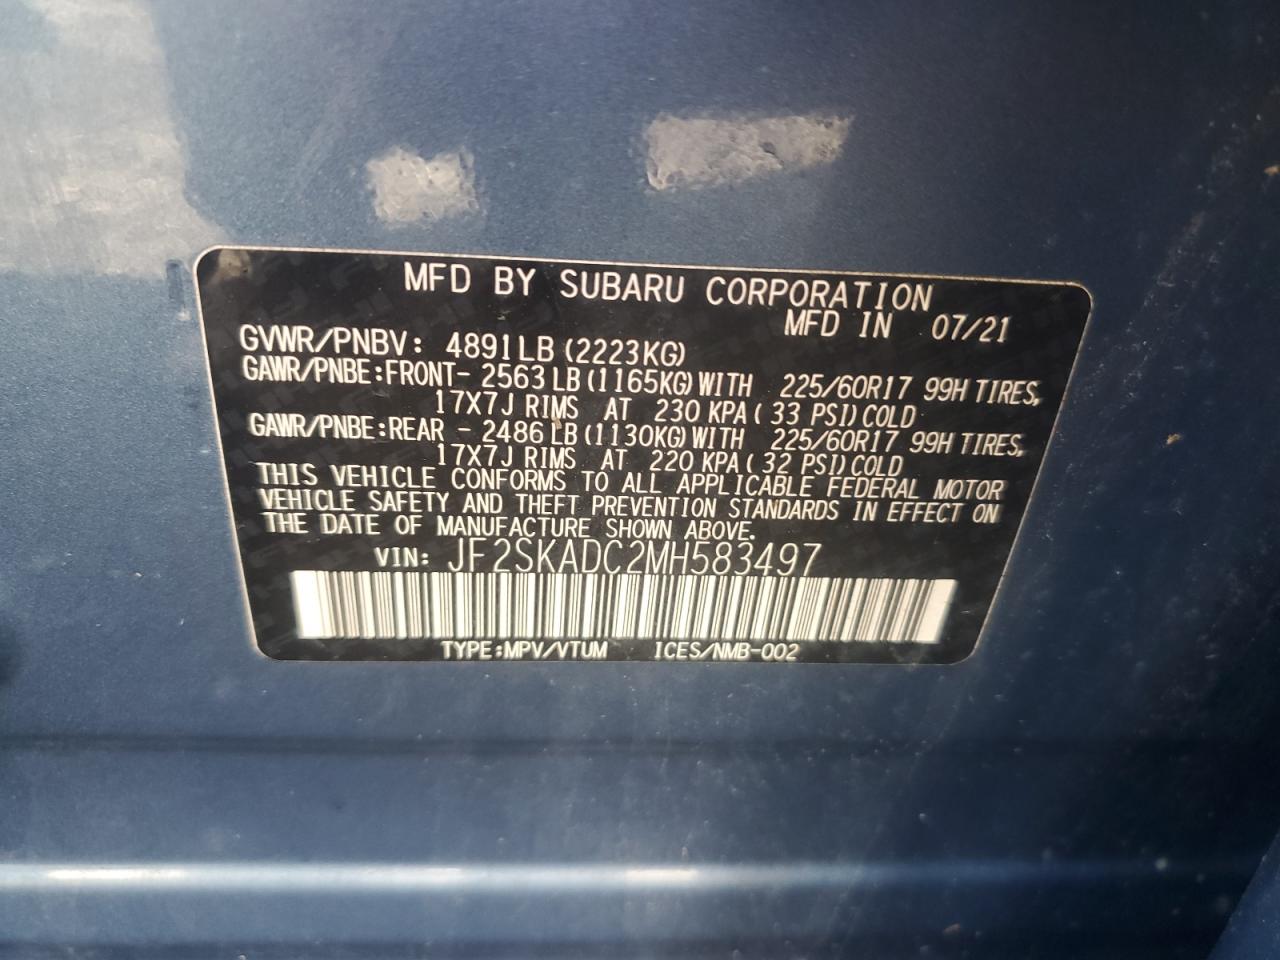 MFD BY SUBARU CORPORATION
MFD IN 07/21
GVWR/PNBV: 4891LB(2223KG)
GAWR/PNBE:FRONT- 2563LB(1165KG)WITH 225/60R17 99H TIRES,
17X7J RIMS AT 230 KPA( 33 PSI)COLD
GAWR/PNBE:REAR - 2486LB(1130KG)WITH 225/60R17 99H TIRES,
17X7J RIMS AT 220 KPA( 32 PSI)COLD
THIS VEHICLE CONFORMS TO ALL APPLICABLE FEDERAL MOTOR
VEHICLE SAFETY AND THEFT PREVENTION STANDARDS IN EFFECT ON
THE DATE OF MANUFACTURE SHOWN ABOVE.
VIN: JF2SKADC2MH583497
TYPE:MPV/VTUM ICES/NMB-002